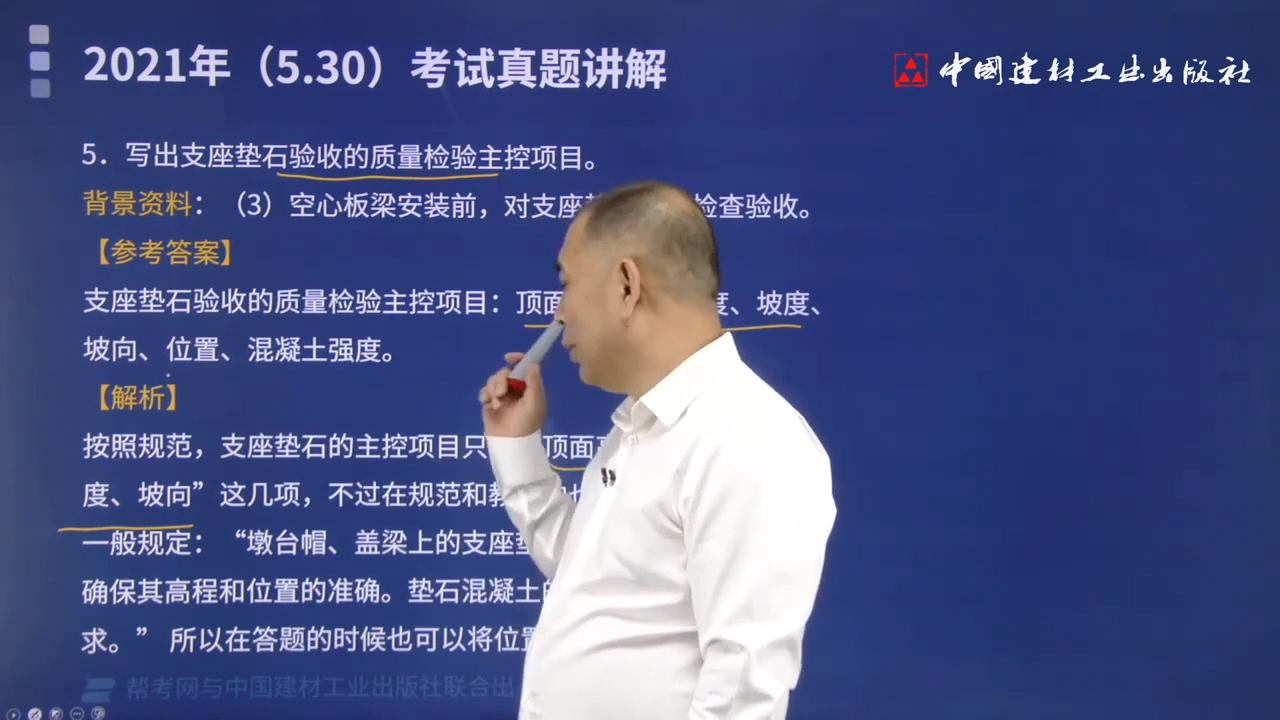 2021年（5.30）考试真题讲解
中国建材工业出版社
5．写出支座垫石验收的质量检验主控项目。
背景资料：（3）空心板梁安装前，对支座 检查验收。
【参考答案】
支座垫石验收的质量检验主控项目：顶面 度、坡度、
坡向、位置、混凝土强度。
【解析】
按照规范，支座垫石的主控项目只 顶面
度、坡向”这几项，不过在规范和教
一般规定：“墩台帽、盖梁上的支座垫
确保其高程和位置的准确。垫石混凝土
求。” 所以在答题的时候也可以将位置
帮考网与中国建材工业出版社联合出